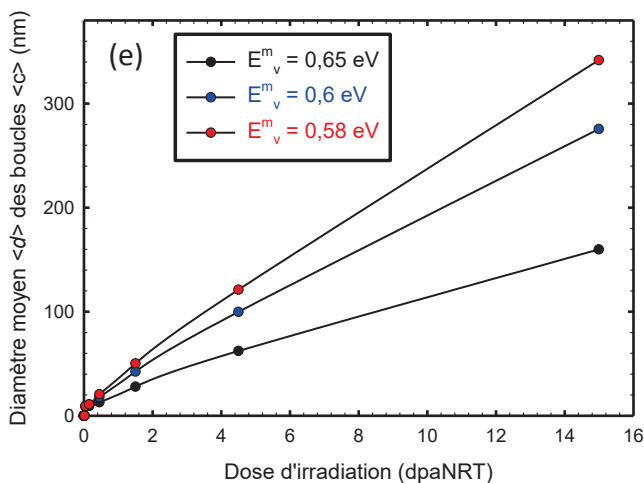 (e)
E^m_v = 0,65 eV
E^m_v = 0,6 eV
E^m_v = 0,58 eV
Diamètre moyen <d> des boucles <c> (nm)
300
200
100
0
0 2 4 6 8 10 12 14 16
Dose d'irradiation (dpaNRT)